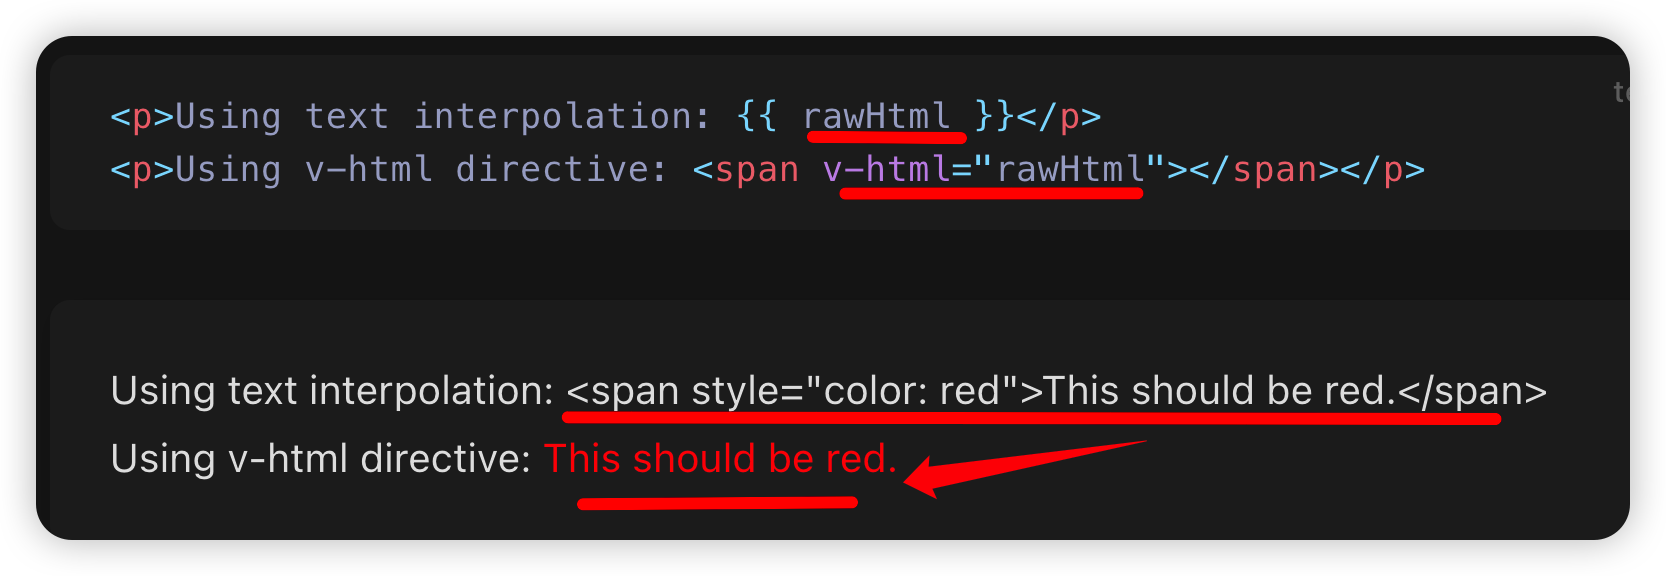 <p>Using text interpolation: {{ rawHtml }}</p>
<p>Using v-html directive: <span v-html="rawHtml"></span></p>
Using text interpolation: <span style="color: red">This should be red.</span>
Using v-html directive: This should be red.